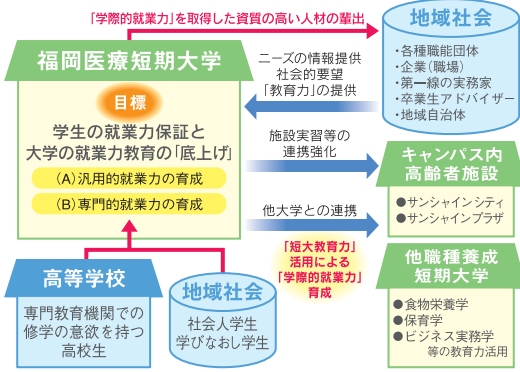 「学際的就業力」を取得した資質の高い人材の輩出
地域社会
・各種職能団体
・企業（職場）
・第一線の実務家
・卒業生アドバイザー
・地域自治体
福岡医療短期大学
目標
学生の就業力保証と
大学の就業力教育の「底上げ」
（A）汎用的就業力の育成
（B）専門的就業力の育成
ニーズの情報提供
社会的要望
「教育力」の提供
施設実習等の
連携強化
キャンパス内
高齢者施設
●サンシャインシティ
●サンシャインプラザ
他大学との連携
「短大教育力」
活用による
「学際的就業力」
育成
他職種養成
短期大学
●食物栄養学
●保育学
●ビジネス実務学
等の教育力活用
高等学校
専門教育機関での
修学の意欲を持つ
高校生
地域社会
社会人学生
学びなおし学生